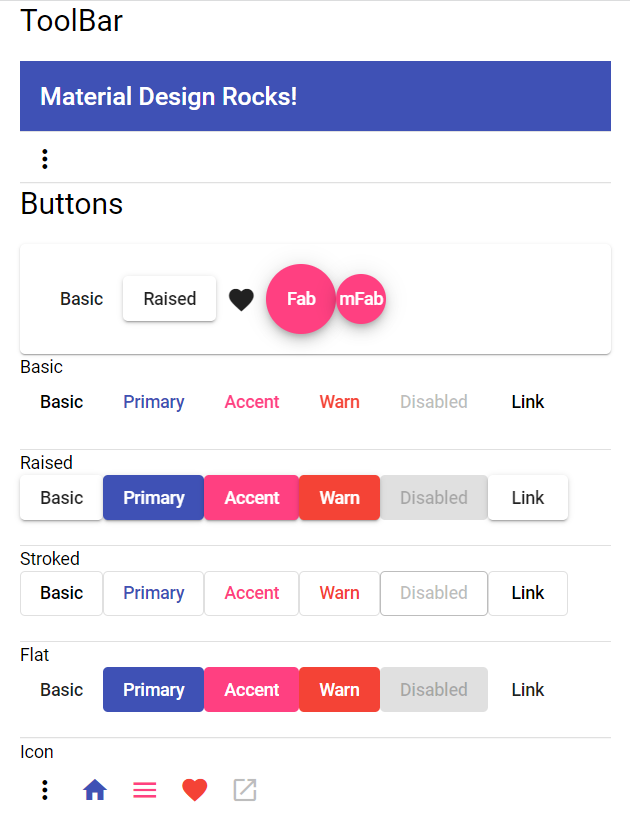 ToolBar
Material Design Rocks!
Buttons
Basic Raised Fab mFab
Basic
Basic Primary Accent Warn Disabled Link
Raised
Basic Primary Accent Warn Disabled Link
Stroked
Basic Primary Accent Warn Disabled Link
Flat
Basic Primary Accent Warn Disabled Link
Icon